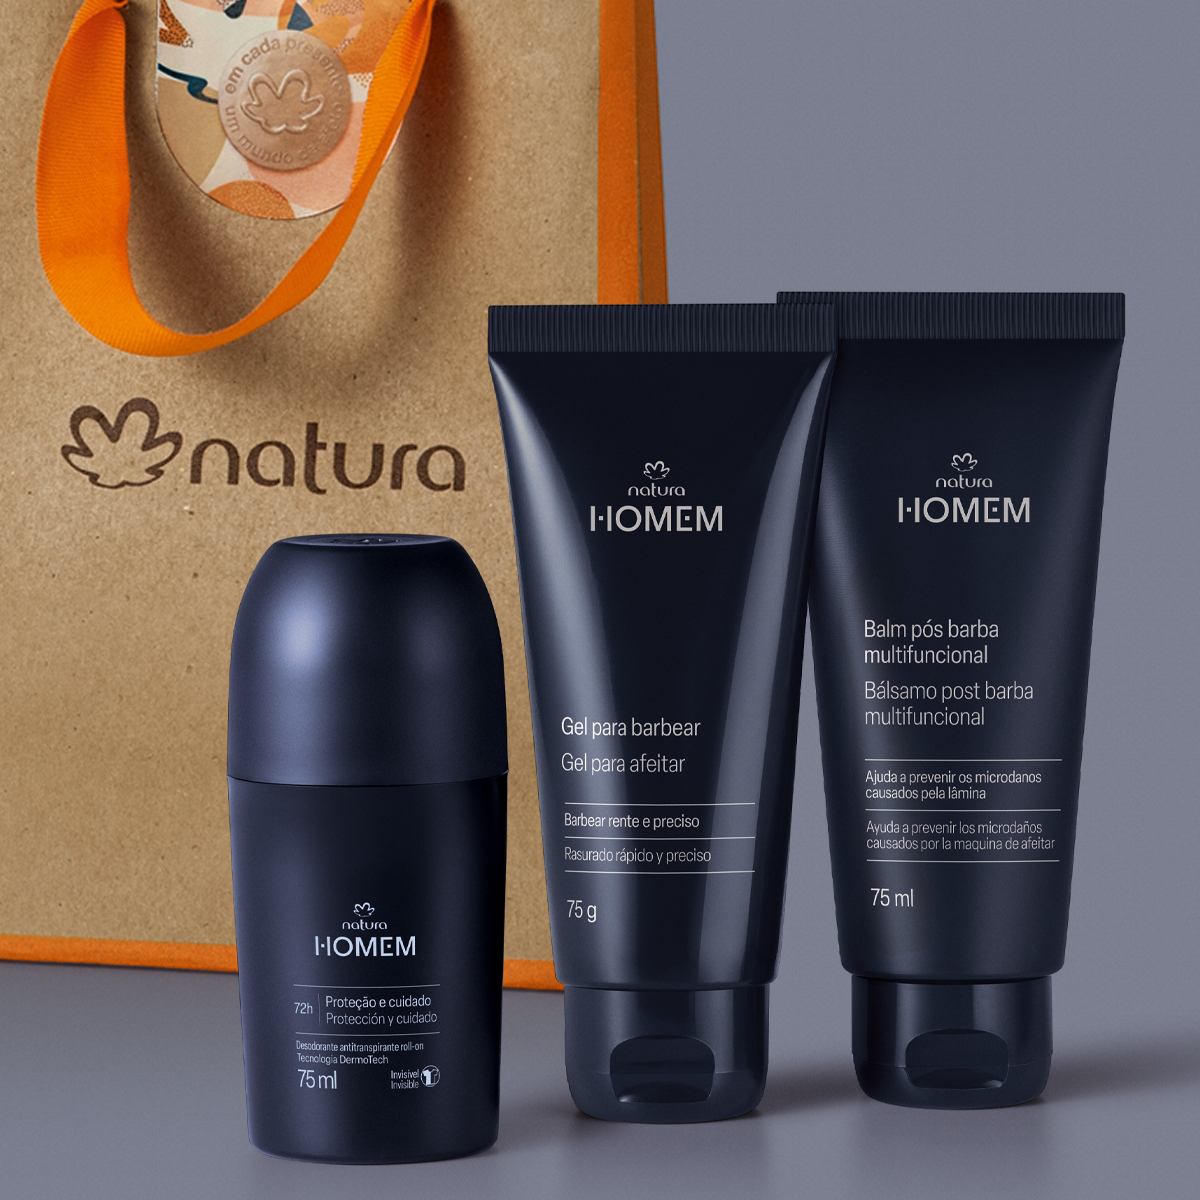 em cada presente
um mundo
natura
natura
HOMEM
Gel para barbear
Gel para afeitar
Barbear rente e preciso
Rasurado rápido y preciso
75 g
natura
HOMEM
Balm pós barba
multifuncional
Bálsamo post barba
multifuncional
Ajuda a prevenir os microdanos
causados pela lâmina
Ayuda a prevenir los microdaños
causados por la maquina de afeitar
75 ml
natura
HOMEM
72h
Proteção e cuidado
Protección y cuidado
Desodorante antitranspirante roll-on
Tecnologia DermoTech
75 ml
Invisível
Invisible